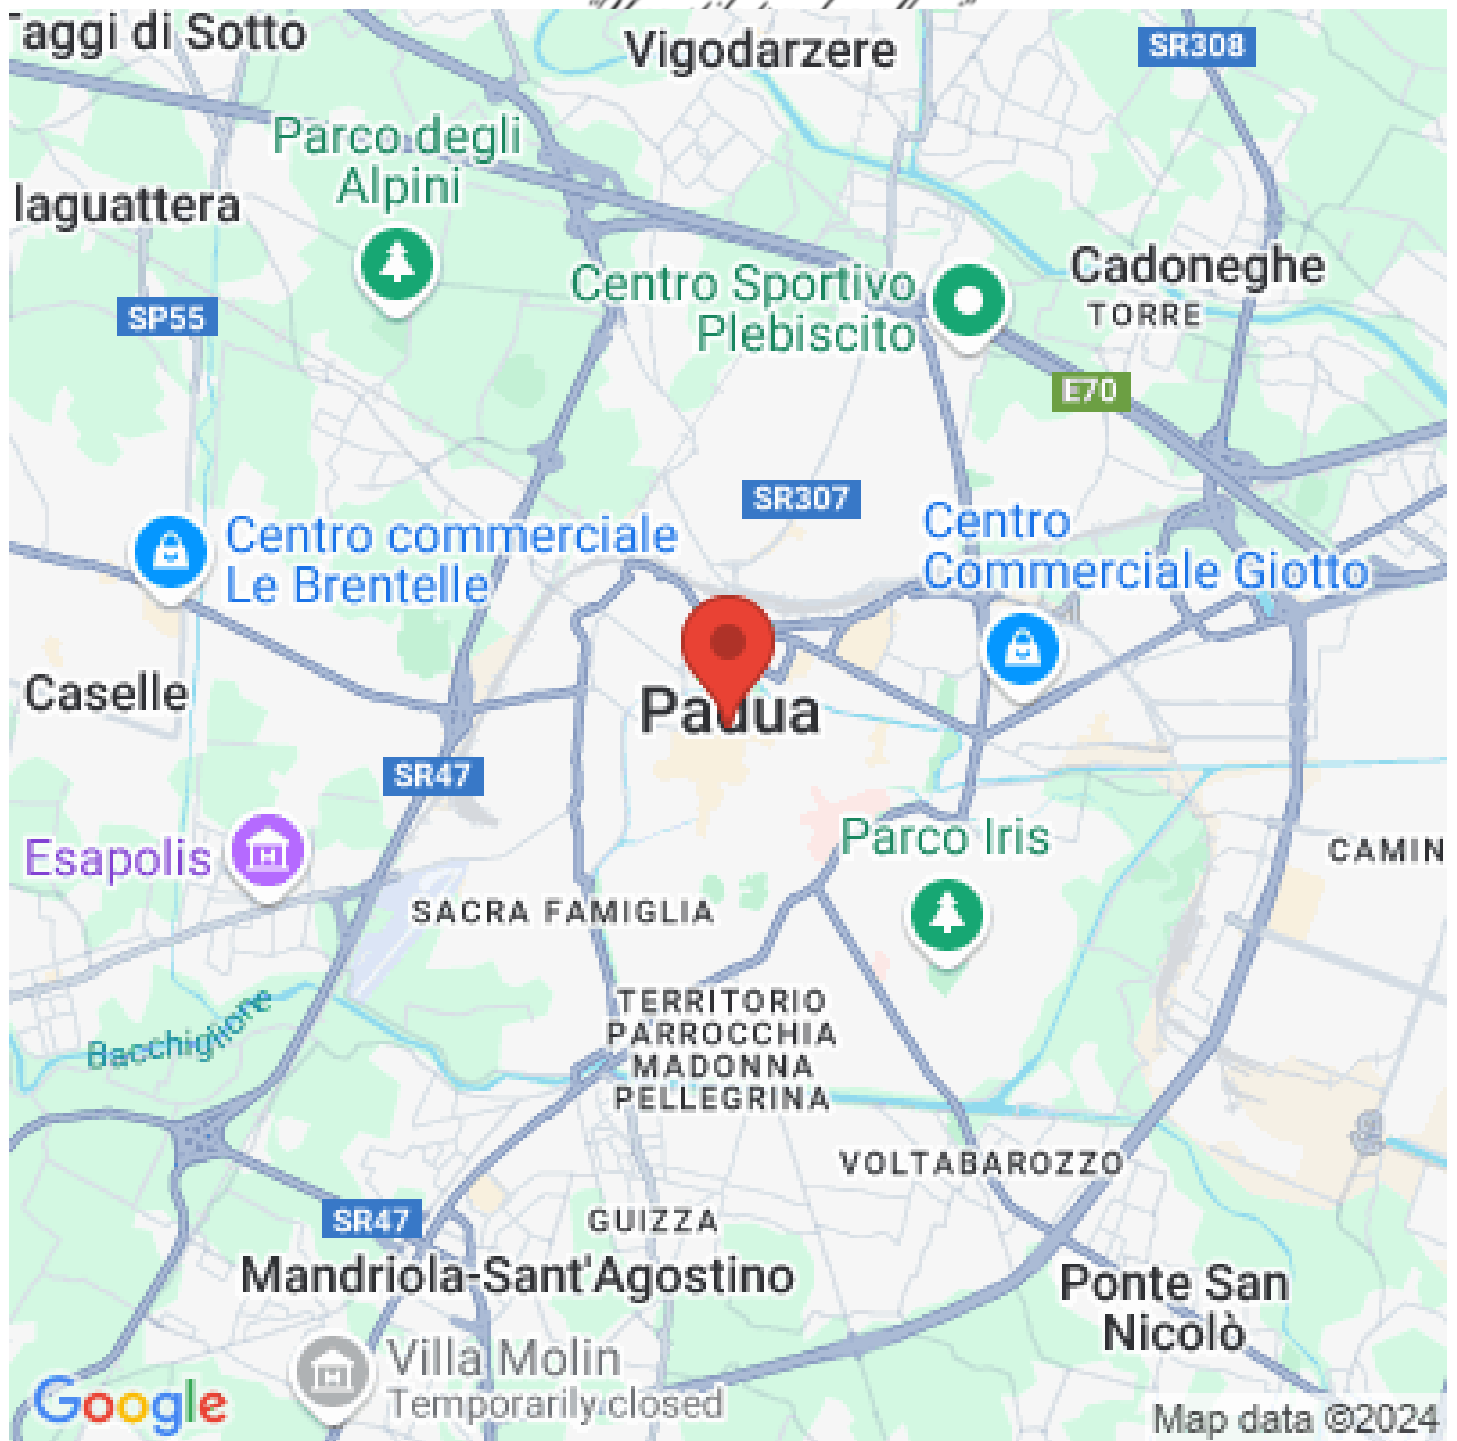 Taggi di Sotto
Vigodarzere
SR308
Parco degli
Alpini
laguattera
Centro Sportivo
Plebiscito
Cadoneghe
TORRE
SP55
E70
SR307
Centro commerciale
Le Brentelle
Centro
Commerciale Giotto
Caselle
Padua
SR47
Esapolis
Parco Iris
CAMIN
SACRA FAMIGLIA
TERRITORIO
PARROCCHIA
MADONNA
PELLEGRINA
Bacchiglione
VOLTABAROZZO
SR47
GUIZZA
Mandriola-Sant'Agostino
Ponte San
Nicolò
Villa Molin
Temporarily closed
Google
Map data ©2024